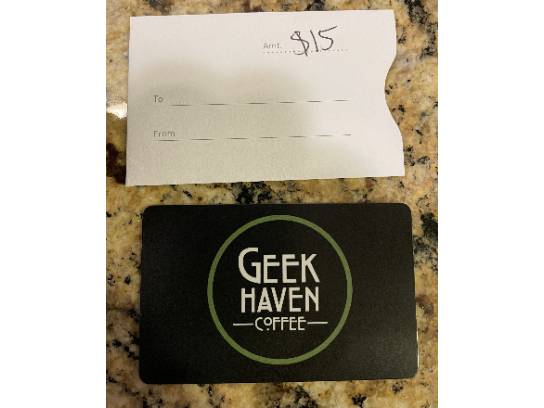 Amt. $15
To
From
GEEK
HAVEN
COFFEE